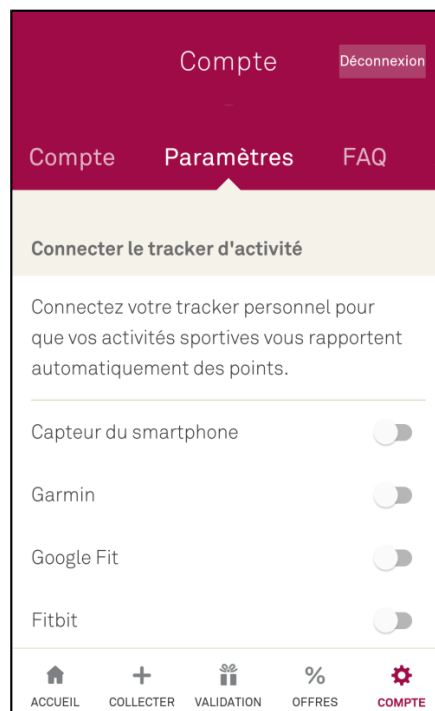 Compte
Déconnexion
Compte Paramètres FAQ
Connecter le tracker d'activité
Connectez votre tracker personnel pour
que vos activités sportives vous rapportent
automatiquement des points.
Capteur du smartphone
Garmin
Google Fit
Fitbit
ACCUEIL COLLECTER VALIDATION OFFRES COMPTE